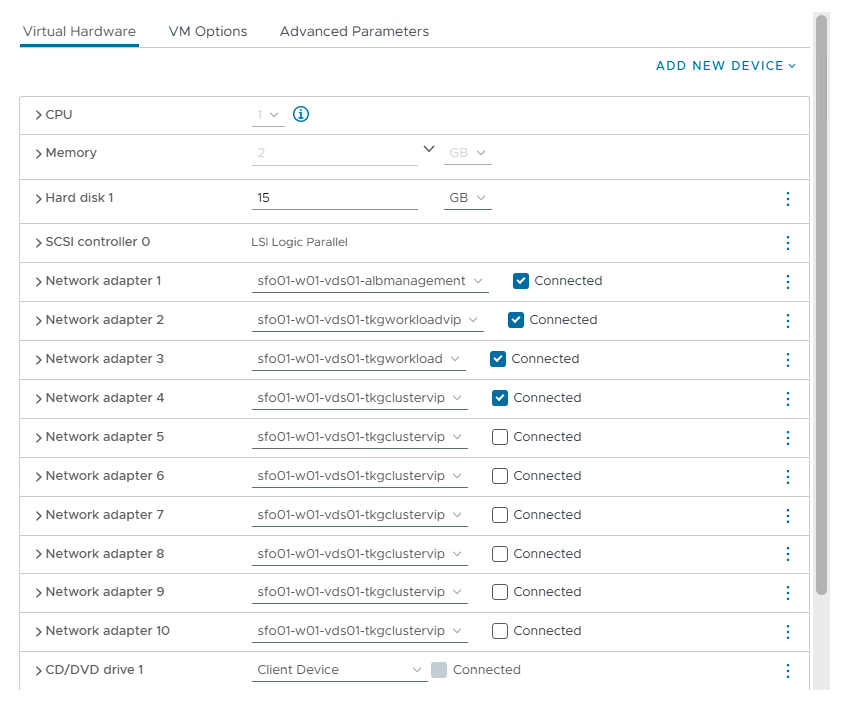 Virtual Hardware VM Options Advanced Parameters
ADD NEW DEVICE
CPU 1
Memory 2 GB
Hard disk 1 15 GB
SCSI controller 0 LSI Logic Parallel
Network adapter 1 sfo01-w01-vds01-albmanagement Connected
Network adapter 2 sfo01-w01-vds01-tkgworkloadvip Connected
Network adapter 3 sfo01-w01-vds01-tkgworkload Connected
Network adapter 4 sfo01-w01-vds01-tkgclustervip Connected
Network adapter 5 sfo01-w01-vds01-tkgclustervip Connected
Network adapter 6 sfo01-w01-vds01-tkgclustervip Connected
Network adapter 7 sfo01-w01-vds01-tkgclustervip Connected
Network adapter 8 sfo01-w01-vds01-tkgclustervip Connected
Network adapter 9 sfo01-w01-vds01-tkgclustervip Connected
Network adapter 10 sfo01-w01-vds01-tkgclustervip Connected
CD/DVD drive 1 Client Device Connected